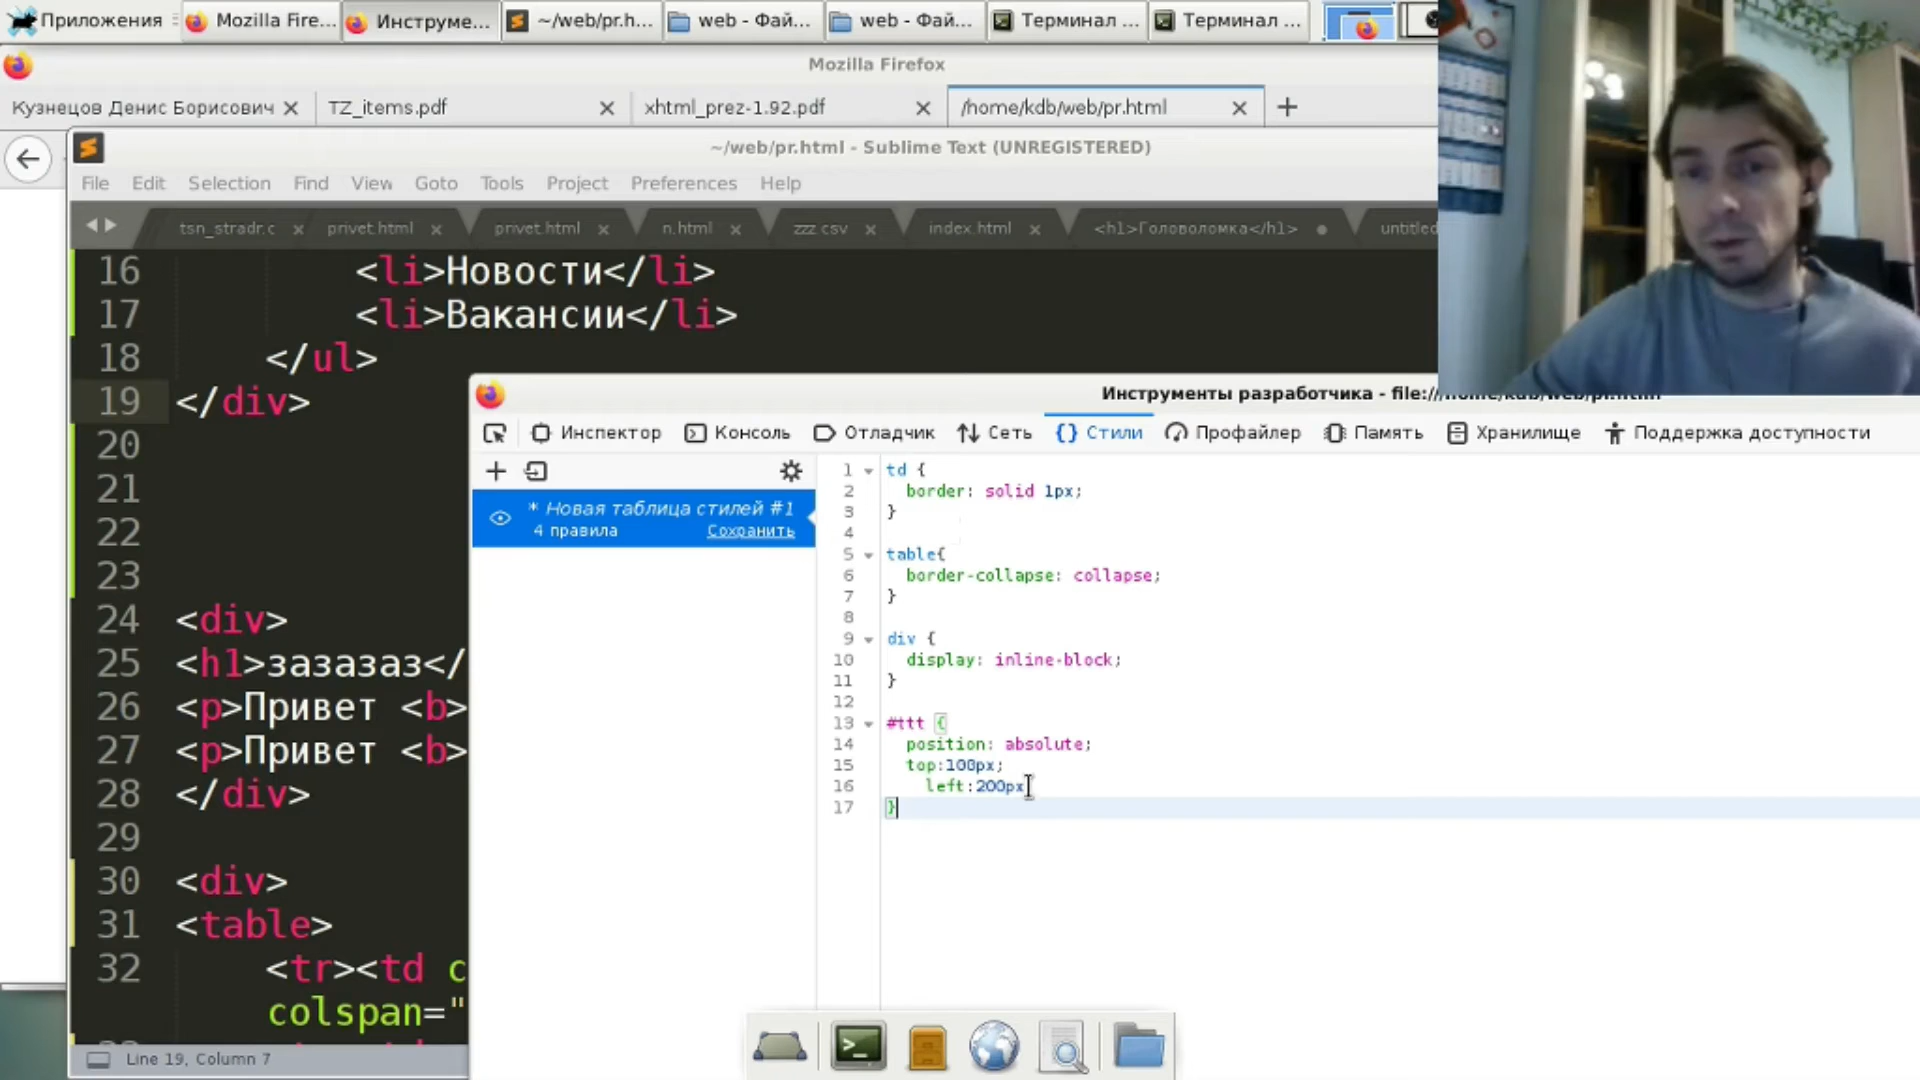 Приложения
Mozilla Fire...
Инструме...
~/web/pr.h...
web - Фай...
web - Фай...
Терминал ...
Терминал ...
Mozilla Firefox
Кузнецов Денис Борисович
TZ_items.pdf
xhtml_prez-1.92.pdf
/home/kdb/web/pr.html
~/web/pr.html - Sublime Text (UNREGISTERED)
File Edit Selection Find View Goto Tools Project Preferences Help
tsn_stradr.c
privet.html
privet.html
n.html
zzz.csv
index.html
<h1>Головоломка</h1>
untitled
16 <li>Новости</li>
17 <li>Вакансии</li>
18 </ul>
19 </div>
20
21
22
23
24 <div>
25 <h1>зазазаз</
26 <p>Привет <b>
27 <p>Привет <b>
28 </div>
29
30 <div>
31 <table>
32 <tr><td c
colspan="
Line 19, Column 7
Инструменты разработчика - file:///home/kdb/web/pr.html
Инспектор
Консоль
Отладчик
Сеть
{} Стили
Профайлер
Память
Хранилище
Поддержка доступности
* Новая таблица стилей #1
4 правила
Сохранить
1 td {
2 border: solid 1px;
3 }
4
5 table{
6 border-collapse: collapse;
7 }
8
9 div {
10 display: inline-block;
11 }
12
13 #ttt {
14 position: absolute;
15 top:100px;
16 left:200px
17 }